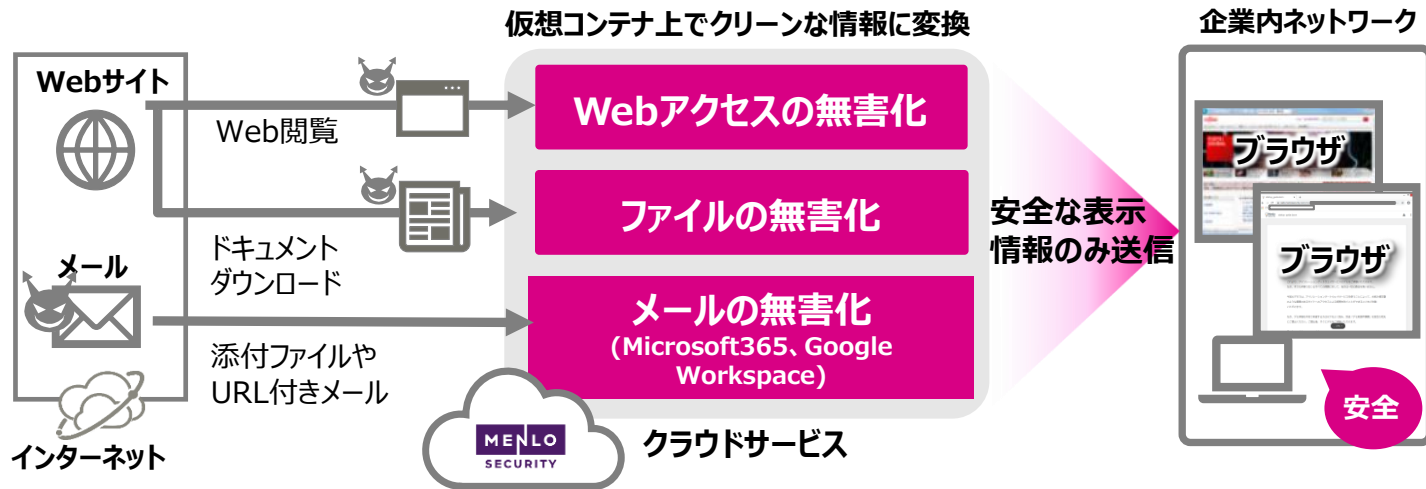 仮想コンテナ上でクリーンな情報に変換
企業内ネットワーク
Webサイト
Web閲覧
Webアクセスの無害化
ブラウザ
ファイルの無害化
安全な表示
情報のみ送信
ドキュメント
ダウンロード
ブラウザ
メール
メールの無害化
(Microsoft365、Google
Workspace)
添付ファイルや
URL付きメール
安全
インターネット
MENLO
SECURITY
クラウドサービス